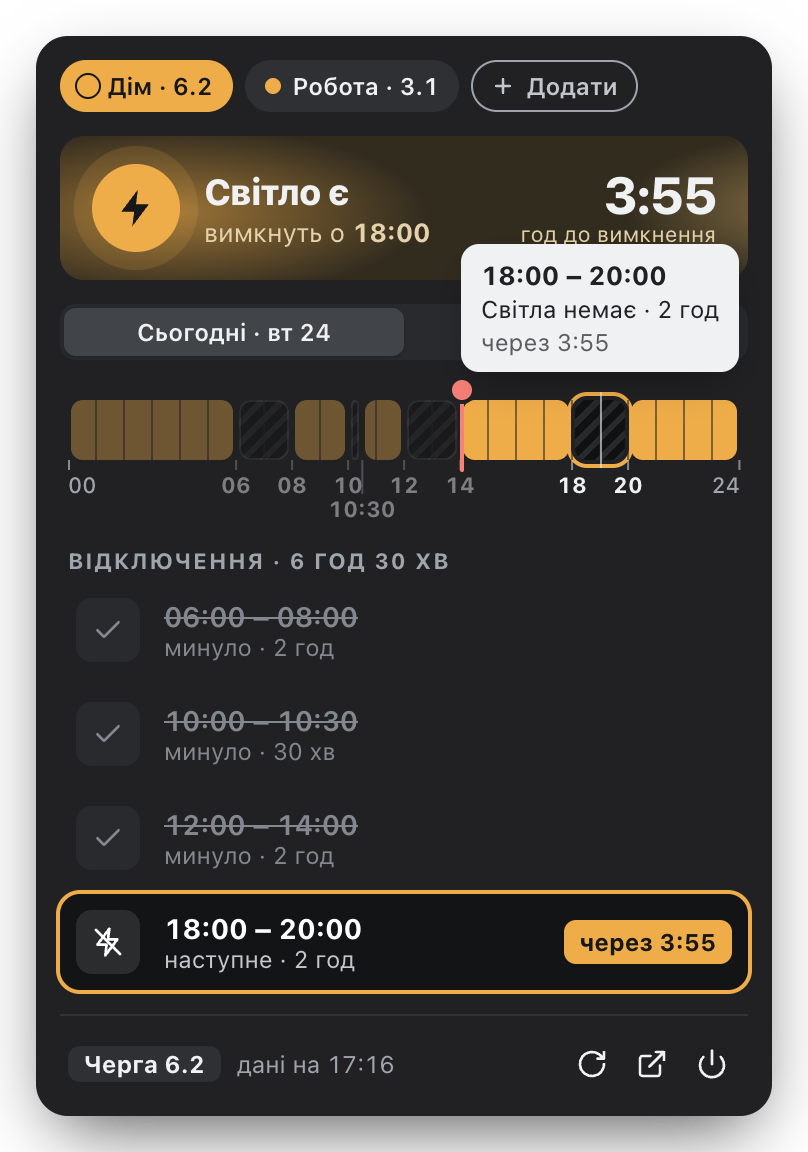 Дім · 6.2
Робота · 3.1
+ Додати
Світло є
вимкнуть о 18:00
3:55
год до вимкнення
18:00 – 20:00
Світла немає · 2 год
через 3:55
Сьогодні · вт 24
00 06 08 10 12 14 18 20 24
10:30
ВІДКЛЮЧЕННЯ · 6 ГОД 30 ХВ
06:00 – 08:00
минуло · 2 год
10:00 – 10:30
минуло · 30 хв
12:00 – 14:00
минуло · 2 год
18:00 – 20:00
наступне · 2 год
через 3:55
Черга 6.2
дані на 17:16